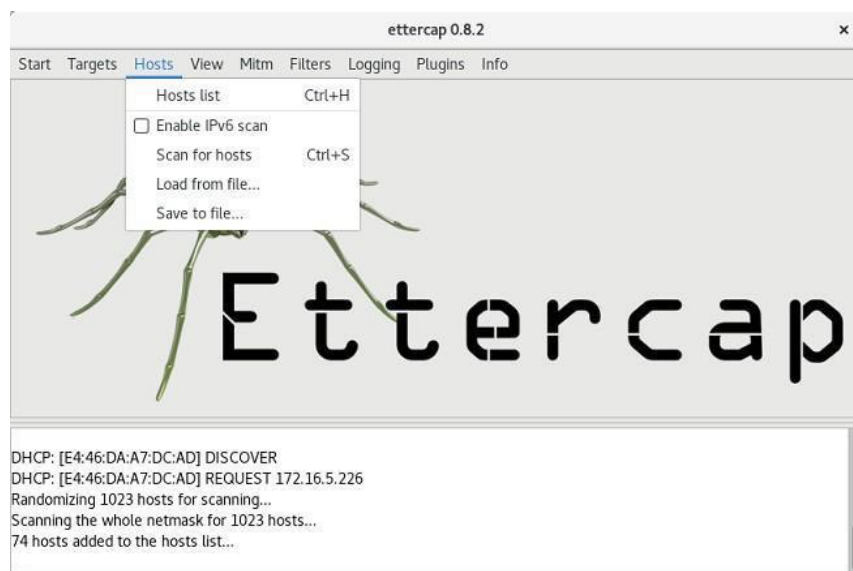 ettercap 0.8.2 ×
Start Targets Hosts View Mitm Filters Logging Plugins Info
Hosts list Ctrl+H
Enable IPv6 scan
Scan for hosts Ctrl+S
Load from file...
Save to file...
Ettercap
DHCP: [E4:46:DA:A7:DC:AD] DISCOVER
DHCP: [E4:46:DA:A7:DC:AD] REQUEST 172.16.5.226
Randomizing 1023 hosts for scanning...
Scanning the whole netmask for 1023 hosts...
74 hosts added to the hosts list...